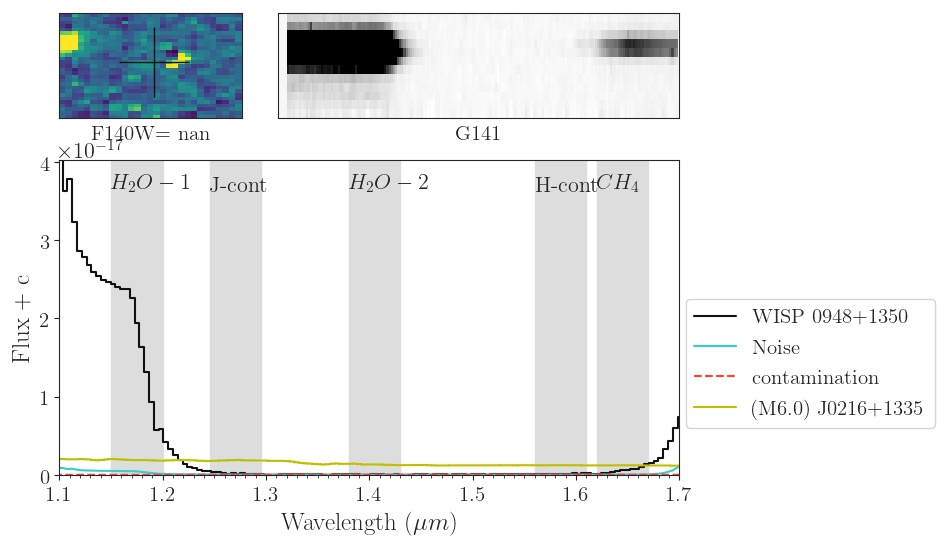 F140W= nan
G141
×10−17
H2O − 1
J-cont
H2O − 2
H-cont
CH4
4
3
2
1
0
Flux + c
1.1
1.2
1.3
1.4
1.5
1.6
1.7
Wavelength (μm)
WISP 0948+1350
Noise
contamination
(M6.0) J0216+1335